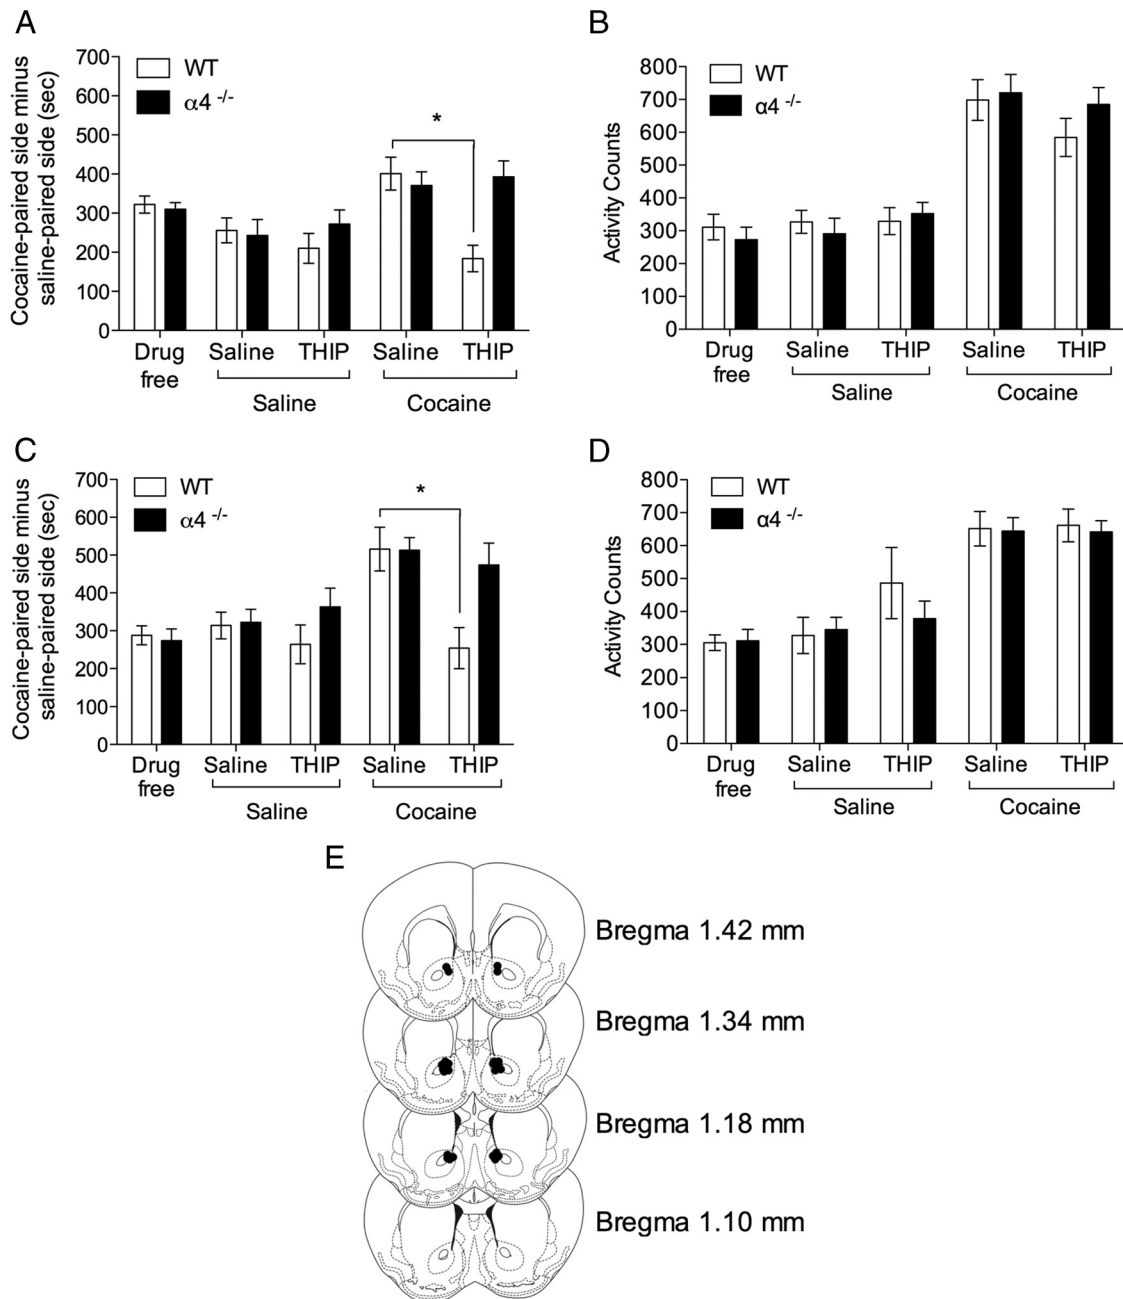 A
Cocaine-paired side minus
saline-paired side (sec)
700
600
500
400
300
200
100
0
WT
α4 -/-
*
Drug
free
Saline
THIP
Saline
THIP
Saline
Cocaine
B
Activity Counts
800
700
600
500
400
300
200
100
0
WT
α4 -/-
Drug
free
Saline
THIP
Saline
THIP
Saline
Cocaine
C
Cocaine-paired side minus
saline-paired side (sec)
700
600
500
400
300
200
100
0
WT
α4 -/-
*
Drug
free
Saline
THIP
Saline
THIP
Saline
Cocaine
D
Activity Counts
800
700
600
500
400
300
200
100
0
WT
α4 -/-
Drug
free
Saline
THIP
Saline
THIP
Saline
Cocaine
E
Bregma 1.42 mm
Bregma 1.34 mm
Bregma 1.18 mm
Bregma 1.10 mm